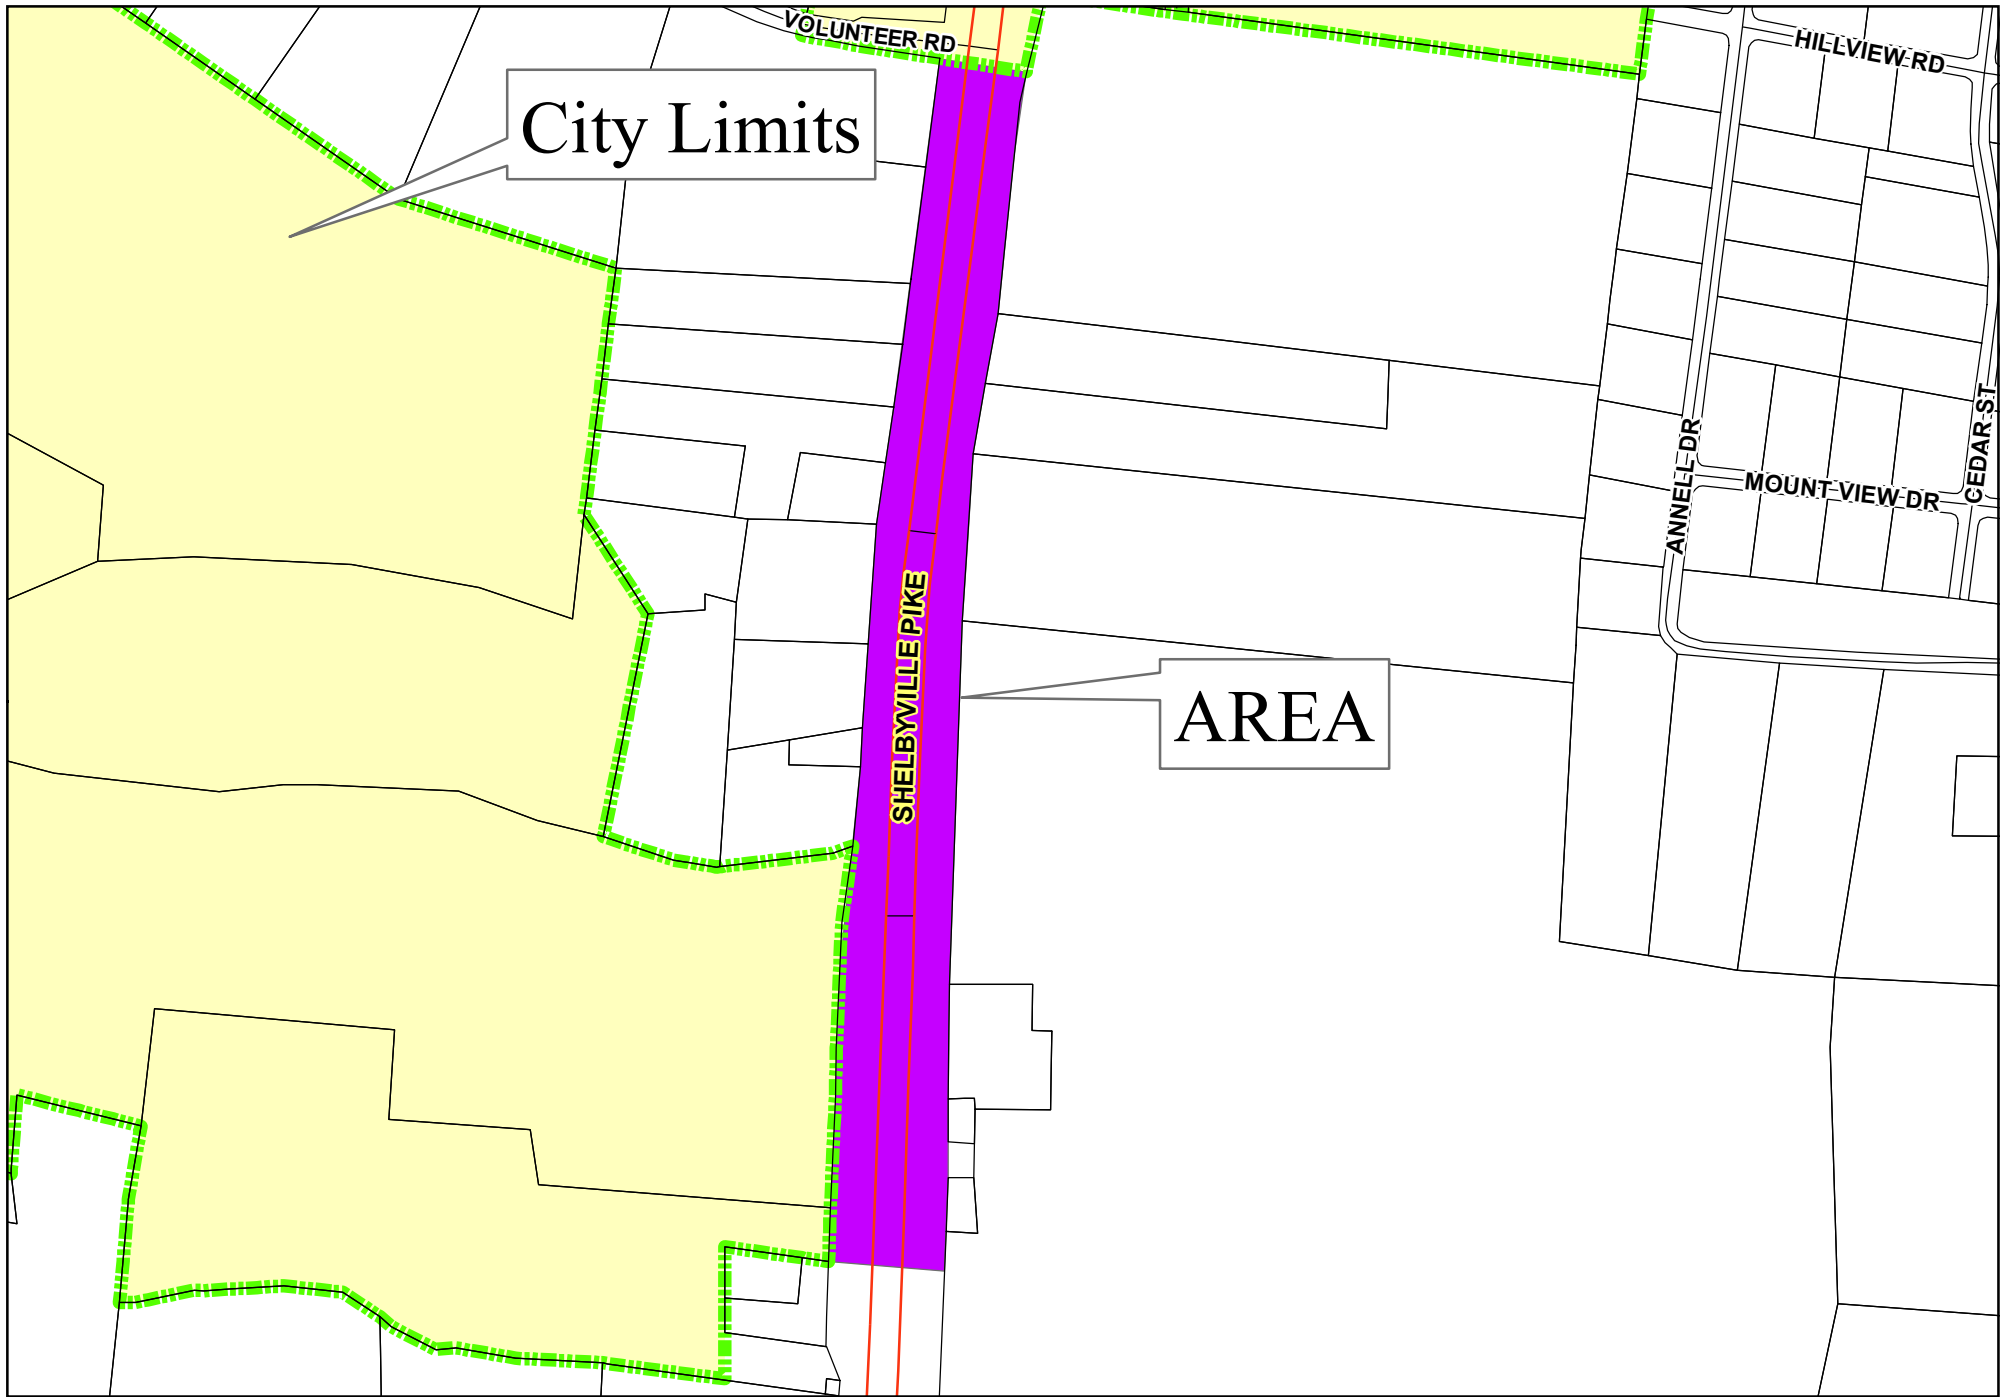 VOLUNTEER RD
HILLVIEW RD
City Limits
CEDAR ST
ANNELL DR
MOUNT VIEW DR
SHELBYVILLE PIKE
AREA